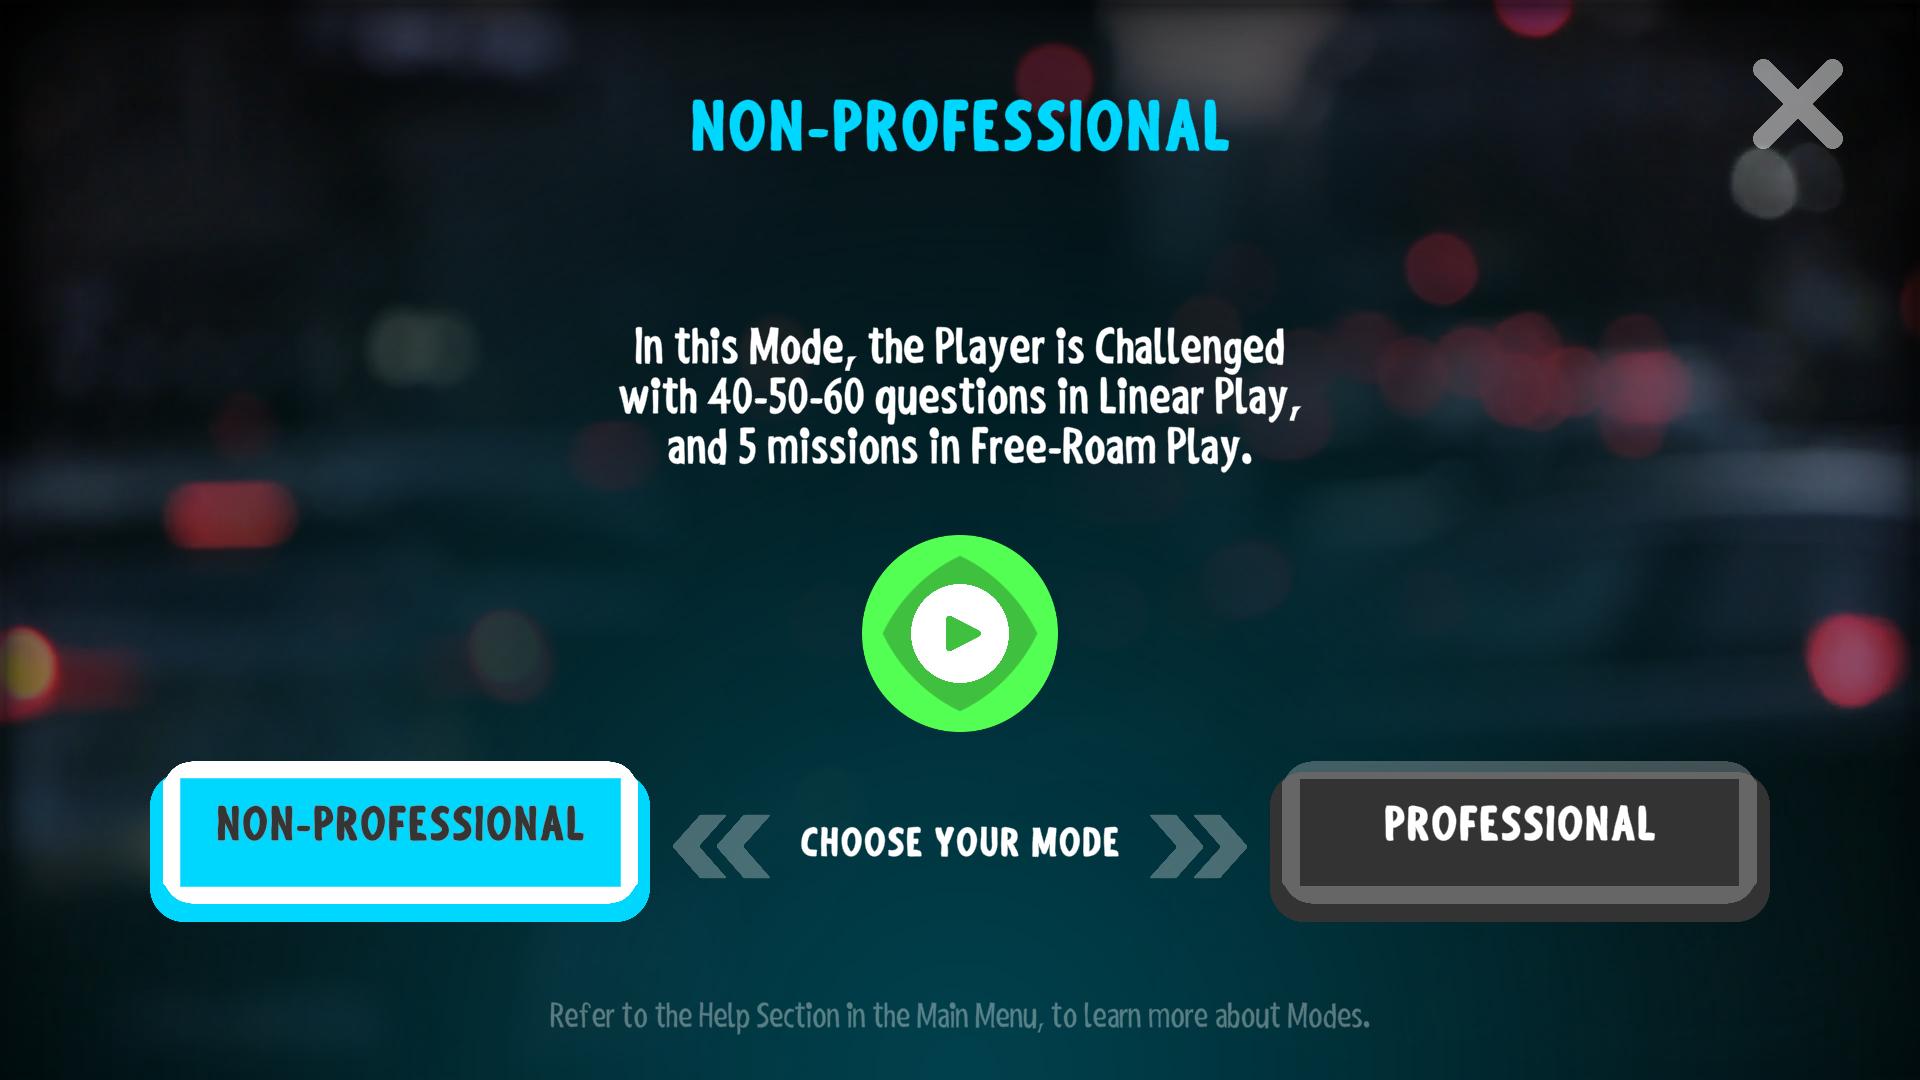 NON-PROFESSIONAL
In this Mode, the Player is Challenged
with 40-50-60 questions in Linear Play,
and 5 missions in Free-Roam Play.
NON-PROFESSIONAL
CHOOSE YOUR MODE
PROFESSIONAL
Refer to the Help Section in the Main Menu, to learn more about Modes.